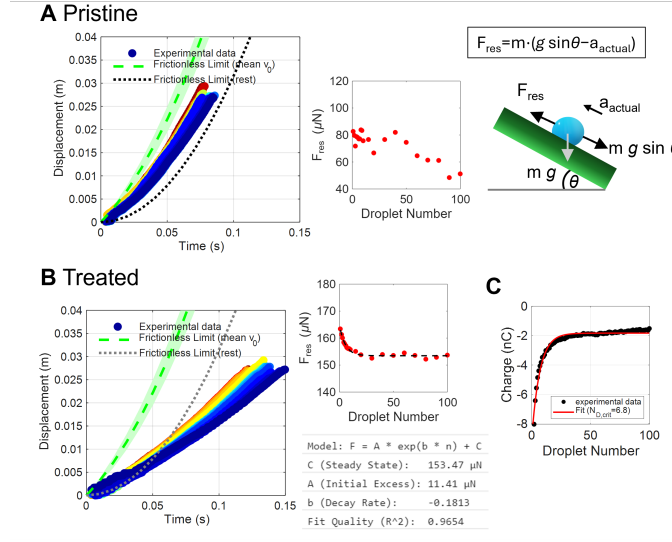 A Pristine
F_res=m·(g sinθ−a_actual)
0.04
0.035
0.03
0.025
0.02
0.015
0.01
0.005
0
Displacement (m)
Experimental data
Frictionless Limit (mean v_0)
Frictionless Limit (rest)
0
0.05
0.1
0.15
Time (s)
120
100
80
60
40
F_res (µN)
0
50
100
Droplet Number
F_res
a_actual
m g sin
m g
θ
B Treated
0.04
0.035
0.03
0.025
0.02
0.015
0.01
0.005
0
Displacement (m)
Experimental data
Frictionless Limit (mean v_0)
Frictionless Limit (rest)
0
0.05
0.1
0.15
Time (s)
180
170
160
150
140
F_res (µN)
0
50
100
Droplet Number
Model: F = A * exp(b * n) + C
C (Steady State): 153.47 µN
A (Initial Excess): 11.41 µN
b (Decay Rate): -0.1813
Fit Quality (R^2): 0.9654
C
0
-2
-4
-6
-8
Charge (nC)
experimental data
Fit (N_D,crit=6.8)
0
50
100
Droplet Number